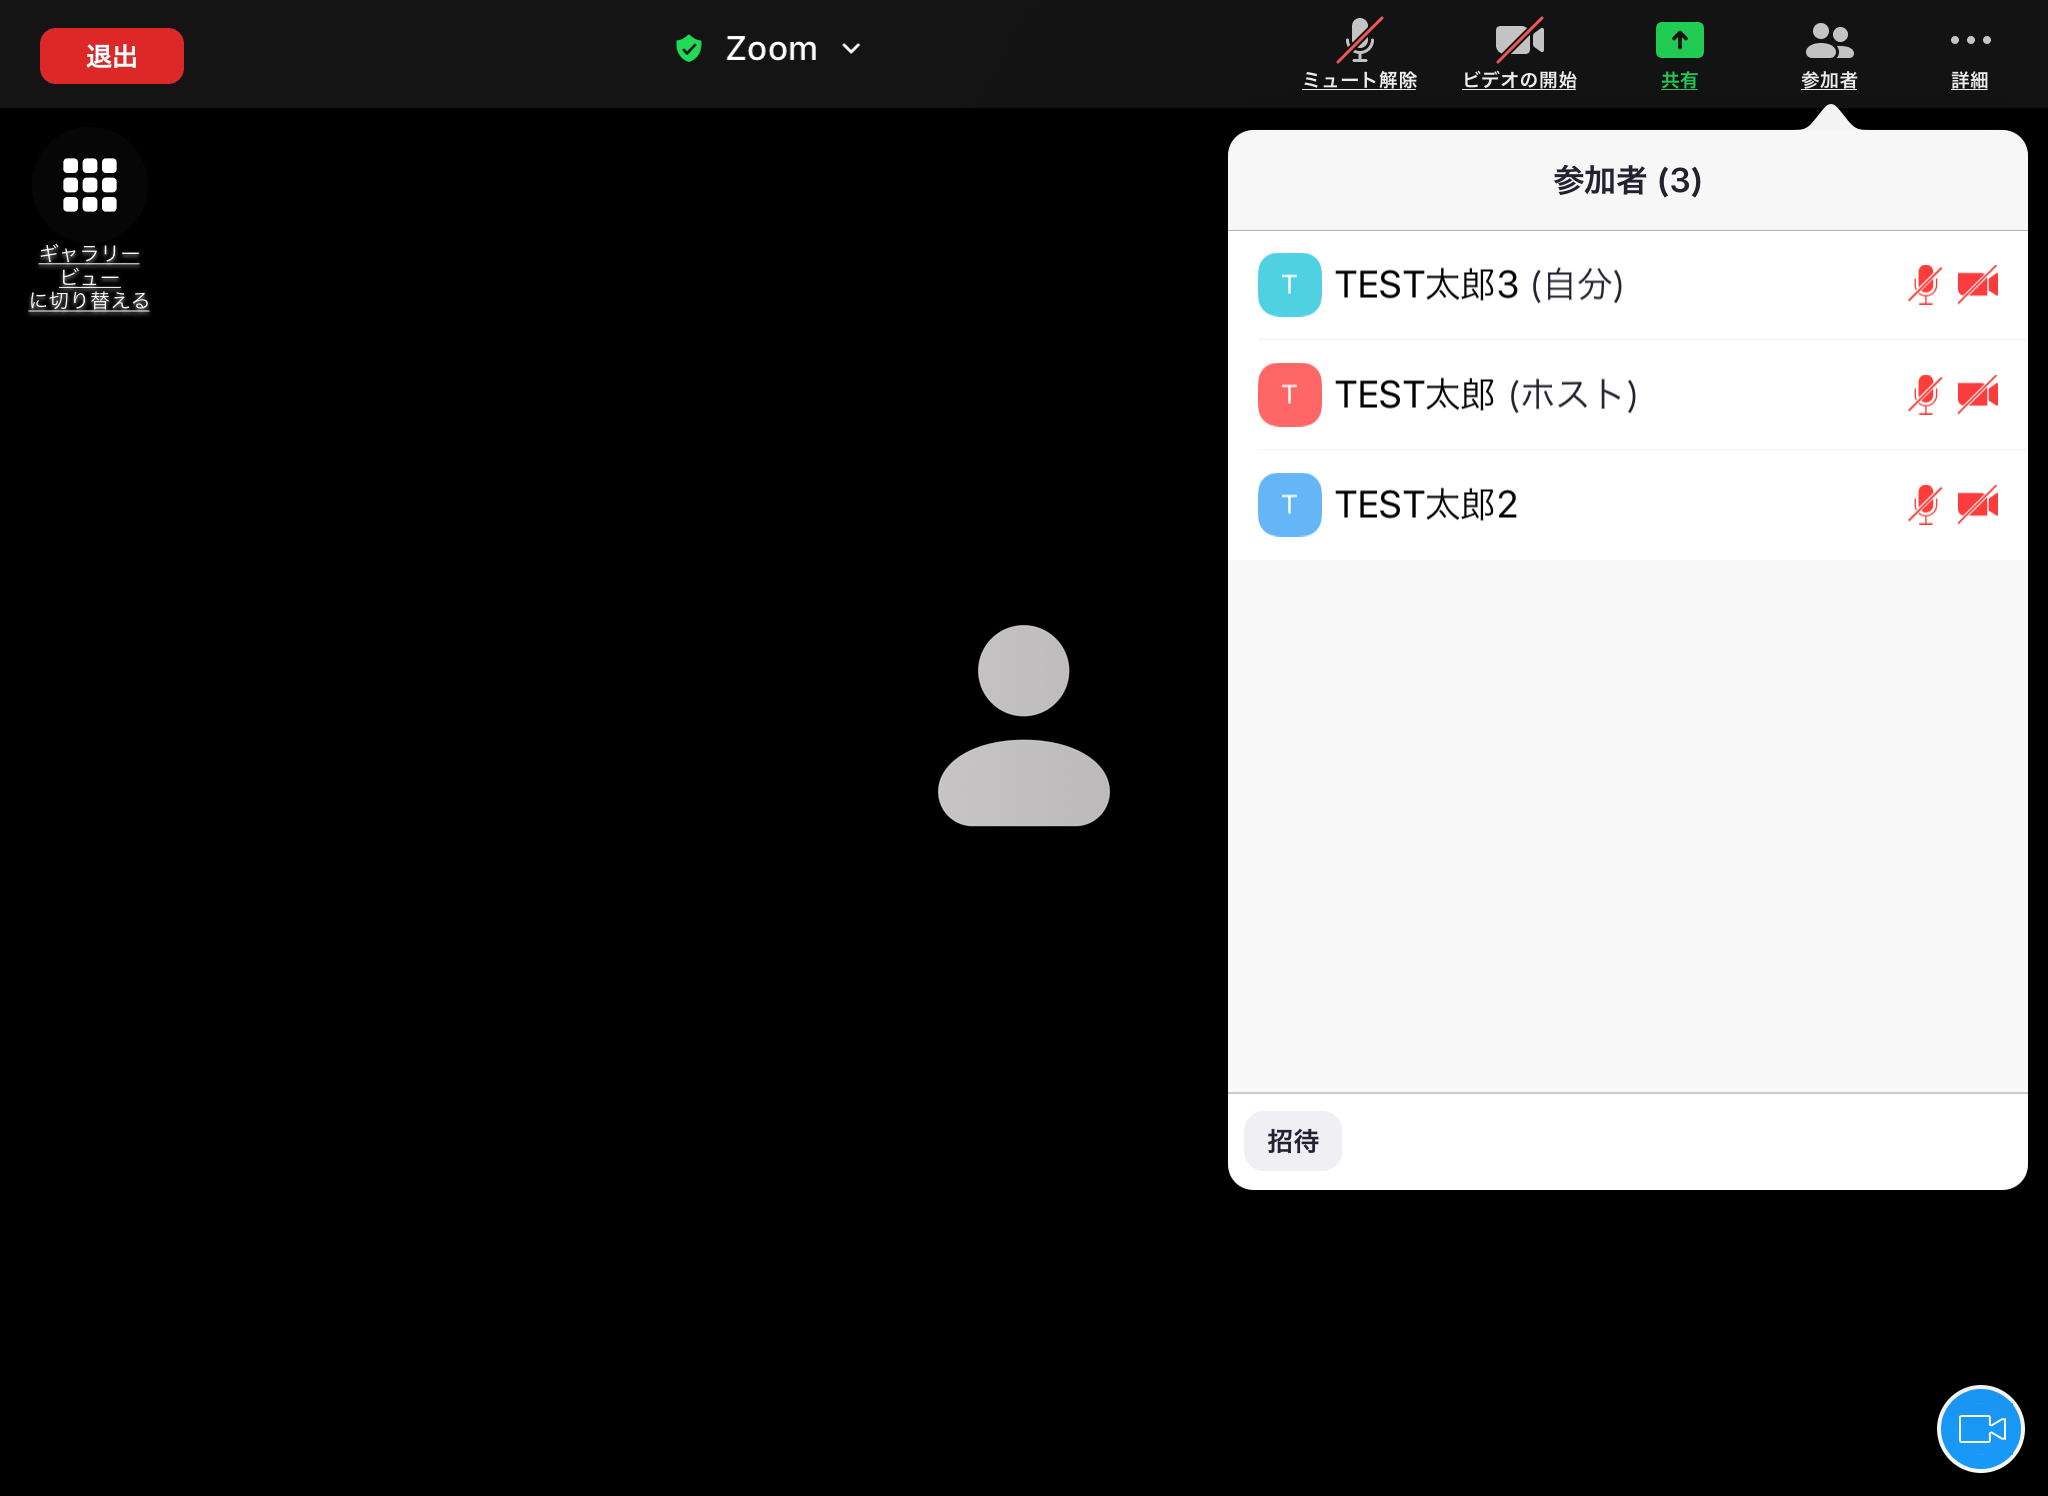 退出
Zoom
ミュート解除
ビデオの開始
共有
参加者
詳細
ギャラリー
ビュー
に切り替える
参加者 (3)
T TEST太郎3 (自分)
T TEST太郎 (ホスト)
T TEST太郎2
招待